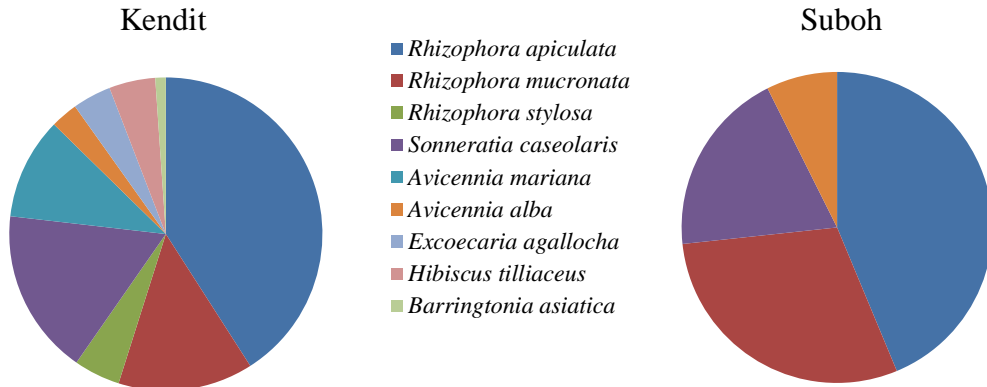 Kendit
Suboh
Rhizophora apiculata
Rhizophora mucronata
Rhizophora stylosa
Sonneratia caseolaris
Avicennia mariana
Avicennia alba
Excoecaria agallocha
Hibiscus tilliaceus
Barringtonia asiatica